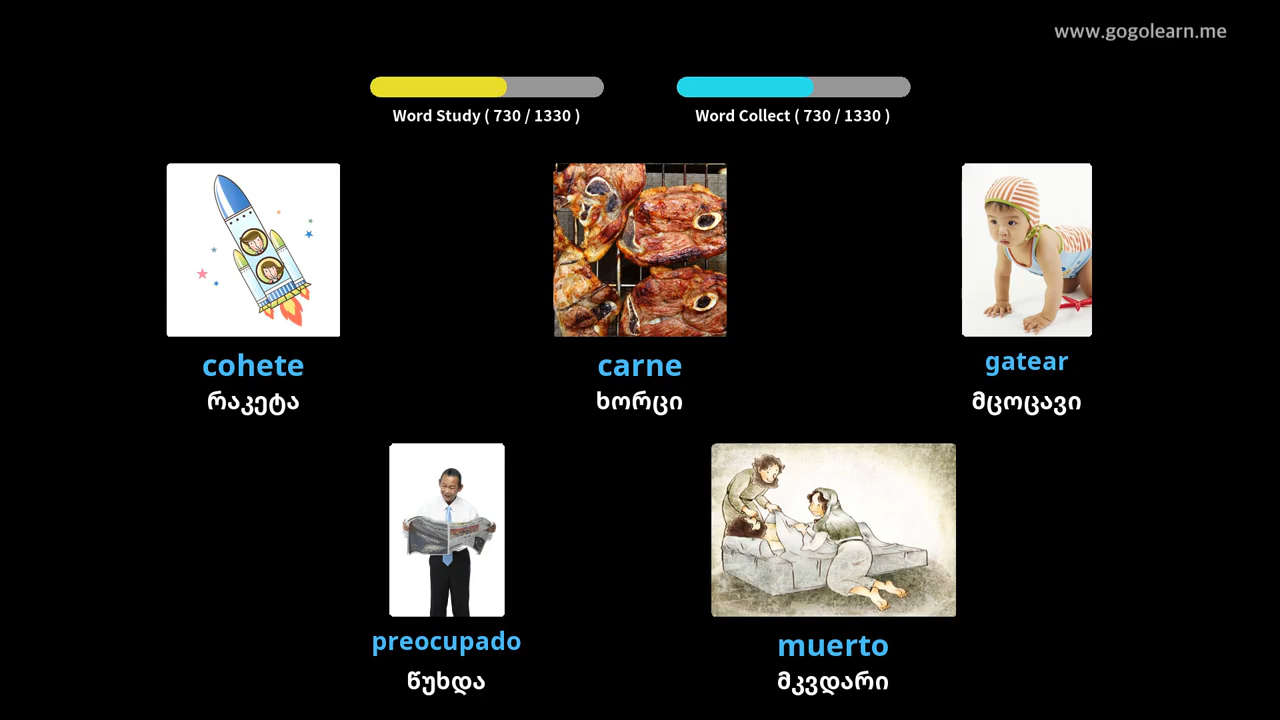 www.gogolearn.me
Word Study ( 730 / 1330 )
Word Collect ( 730 / 1330 )
cohete
რაკეტა
carne
ხორცი
gatear
მცოცავი
preocupado
წუხდა
muerto
მკვდარი